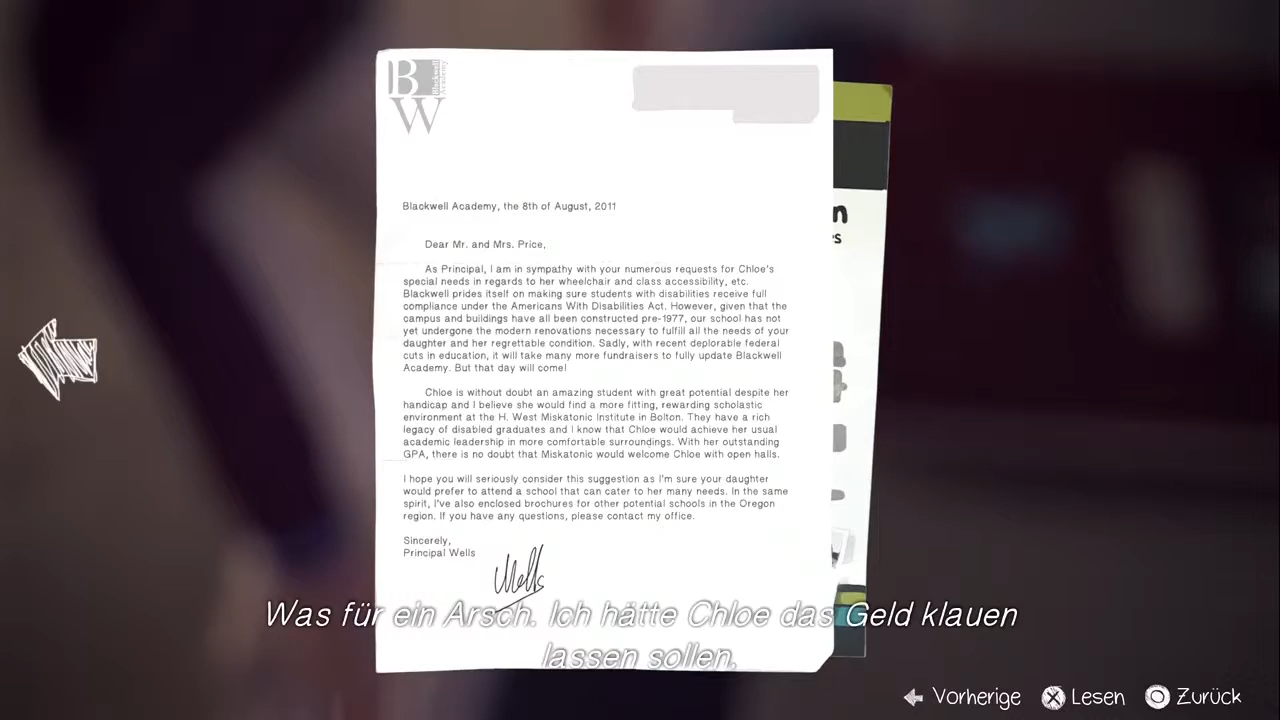 B
Blackwell
Academy
W
n
s
Blackwell Academy, the 8th of August, 2011
Dear Mr. and Mrs. Price,
As Principal, I am in sympathy with your numerous requests for Chloe's
special needs in regards to her wheelchair and class accessibility, etc.
Blackwell prides itself on making sure students with disabilities receive full
compliance under the Americans With Disabilities Act. However, given that the
campus and buildings have all been constructed pre-1977, our school has not
yet undergone the modern renovations necessary to fulfill all the needs of your
daughter and her regrettable condition. Sadly, with recent deplorable federal
cuts in education, it will take many more fundraisers to fully update Blackwell
Academy. But that day will come!
Chloe is without doubt an amazing student with great potential despite her
handicap and I believe she would find a more fitting, rewarding scholastic
environment at the H. West Miskatonic Institute in Bolton. They have a rich
legacy of disabled graduates and I know that Chloe would achieve her usual
academic leadership in more comfortable surroundings. With her outstanding
GPA, there is no doubt that Miskatonic would welcome Chloe with open halls.
I hope you will seriously consider this suggestion as I'm sure your daughter
would prefer to attend a school that can cater to her many needs. In the same
spirit, I've also enclosed brochures for other potential schools in the Oregon
region. If you have any questions, please contact my office.
Sincerely,
Principal Wells
Wells
Was für ein Arsch. Ich hätte Chloe das Geld klauen
lassen sollen.
Vorherige Lesen Zurück